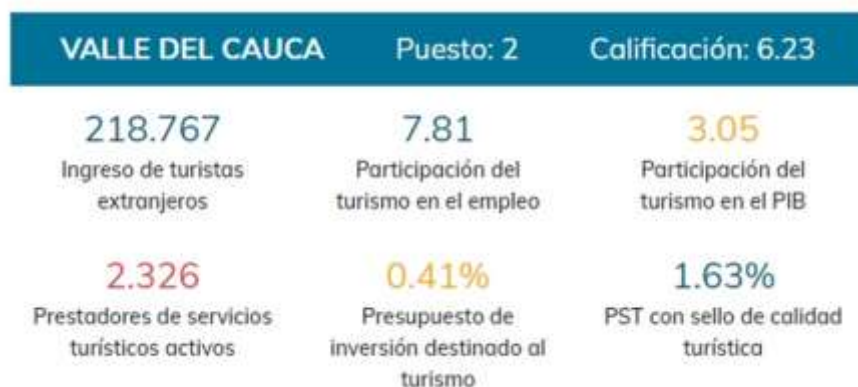 VALLE DEL CAUCA Puesto: 2 Calificación: 6.23
218.767 7.81 3.05
Ingreso de turistas extranjeros
Participación del turismo en el empleo
Participación del turismo en el PIB
2.326 0.41% 1.63%
Prestadores de servicios turísticos activos
Presupuesto de inversión destinado al turismo
PST con sello de calidad turística